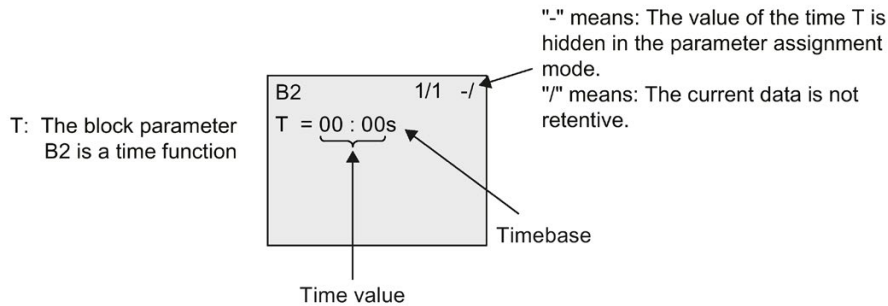 "-" means: The value of the time T is
hidden in the parameter assignment
mode.
"/" means: The current data is not
retentive.
B2 1/1 -/
T = 00 : 00s
T: The block parameter
B2 is a time function
Timebase
Time value